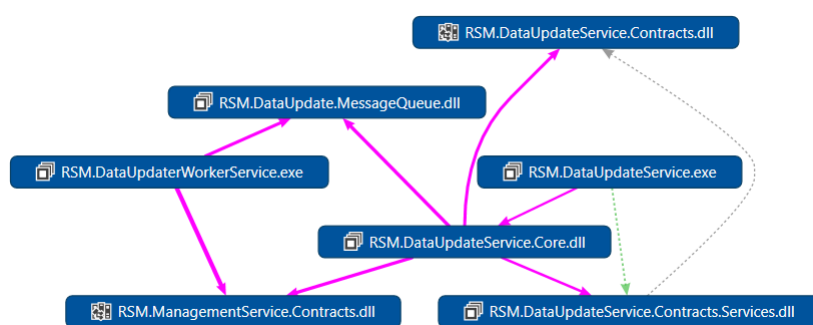 RSM.DataUpdateService.Contracts.dll
RSM.DataUpdate.MessageQueue.dll
RSM.DataUpdaterWorkerService.exe
RSM.DataUpdateService.exe
RSM.DataUpdateService.Core.dll
RSM.ManagementService.Contracts.dll
RSM.DataUpdateService.Contracts.Services.dll